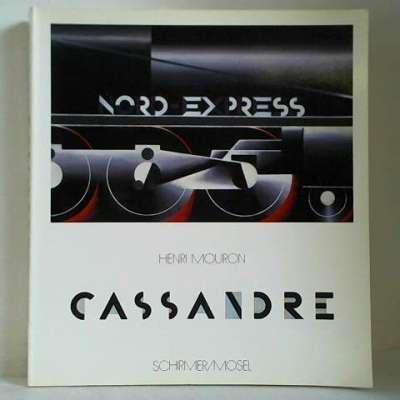 NORD EXPRESS
HENRI MOURON
CASSANDRE
SCHIRMER/MOSEL